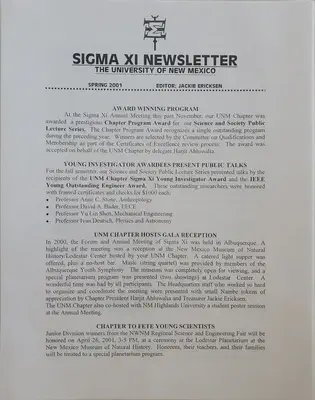 SIGMA XI NEWSLETTER
THE UNIVERSITY OF NEW MEXICO
SPRING 2001 EDITOR: JACKIE ERICKSEN
AWARD WINNING PROGRAM
At the Sigma Xi Annual Meeting this past November, our UNM Chapter was
awarded a prestigious Chapter Program Award for our Science and Society Public
Lecture Series. The Chapter Program Award recognizes a single outstanding program
during the preceding year. Winners are selected by the Committee on Qualifications and
Membership as part of the Certificates of Excellence review process. The award was
accepted on behalf of the UNM Chapter by delegate Hanjt Ahluwalia.
YOUNG INVESTIGATOR AWARDEES PRESENT PUBLIC TALKS
For the fall semester, our Science and Society Public Lecture Series presented talks by the
recipients of the UNM Chapter Sigma Xi Young Investigator Award and the IEEE
Young Outstanding Engineer Award. These outstanding researchers were honored
with framed certificates and checks for $1000 each:
• Professor Anne C. Stone, Anthropology
• Professor David A. Bader, EECE
• Professor Yu Lin Shen, Mechanical Engineering
• Professor Ivan Deutsch, Physics and Astronomy
UNM CHAPTER HOSTS GALA RECEPTION
In 2000, the Forum and Annual Meeting of Sigma Xi was held in Albuquerque. A
highlight of the meeting was a reception at the New Mexico Museum of Natural
History/Lodestar Center hosted by your UNM Chapter. A catered light supper was
offered, plus a no-host bar. Music (string quartet) was provided by members of the
Albuquerque Youth Symphony. The museum was completely open for viewing, and a
special planetarium program was presented (two showings) at Lodestar Center. A
wonderful time was had by all participants. The Headquarters staff who worked so hard
to organize and coordinate the meeting were presented with small Nambe tokens of
appreciation by Chapter President Hanjt Ahluwalia and Treasurer Jackie Ericksen.
The UNM Chapter also co-hosted with NM Highlands University a student poster session
at the Annual Meeting.
CHAPTER TO FETE YOUNG SCIENTISTS
Junior Division winners from the NWNM Regional Science and Engineering Fair will be
honored on April 26, 2001, 3-5 PM, at a ceremony at the Lodestar Planetarium at the
New Mexico Museum of Natural History. Honorees, their teachers, and their families
will be treated to a special planetarium program.